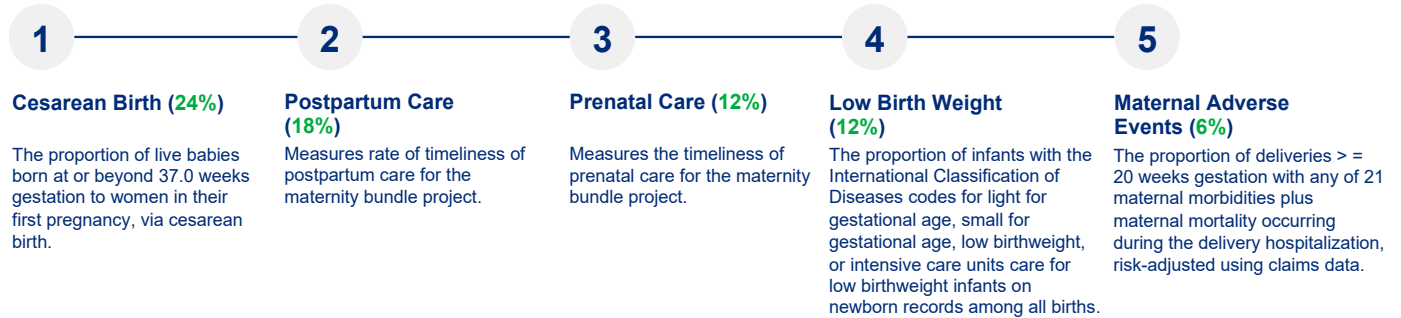 1
2
3
4
5
Cesarean Birth (24%)
The proportion of live babies
born at or beyond 37.0 weeks
gestation to women in their
first pregnancy, via cesarean
birth.
Postpartum Care
(18%)
Measures rate of timeliness of
postpartum care for the
maternity bundle project.
Prenatal Care (12%)
Measures the timeliness of
prenatal care for the maternity
bundle project.
Low Birth Weight
(12%)
The proportion of infants with the
International Classification of
Diseases codes for light for
gestational age, small for
gestational age, low birthweight,
or intensive care units care for
low birthweight infants on
newborn records among all births.
Maternal Adverse
Events (6%)
The proportion of deliveries > =
20 weeks gestation with any of 21
maternal morbidities plus
maternal mortality occurring
during the delivery hospitalization,
risk-adjusted using claims data.